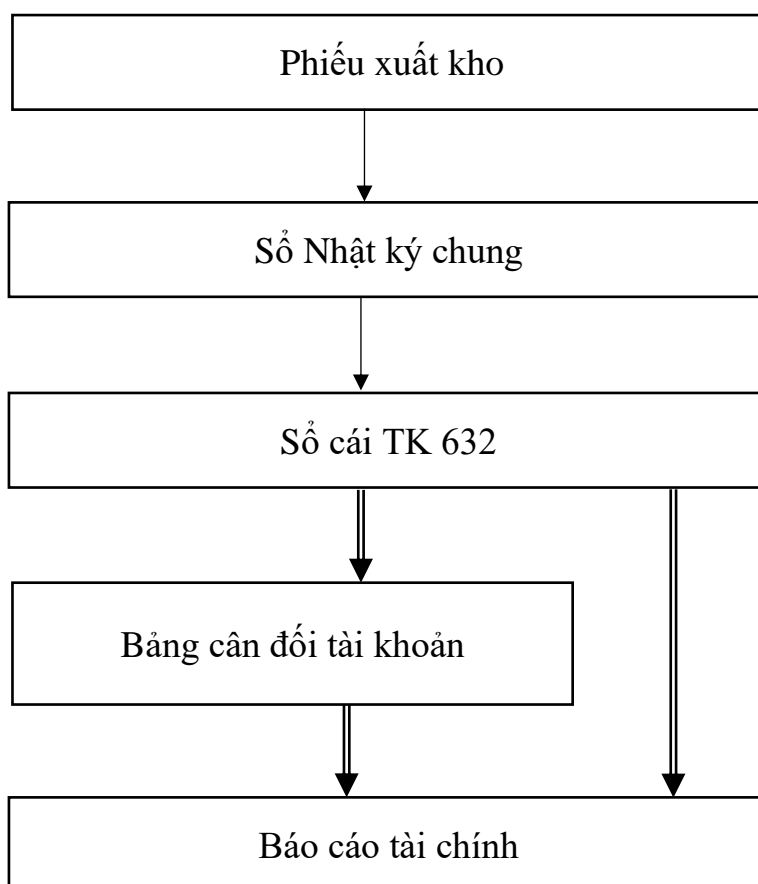 Phiếu xuất kho
Sổ Nhật ký chung
Sổ cái TK 632
Bảng cân đối tài khoản
Báo cáo tài chính